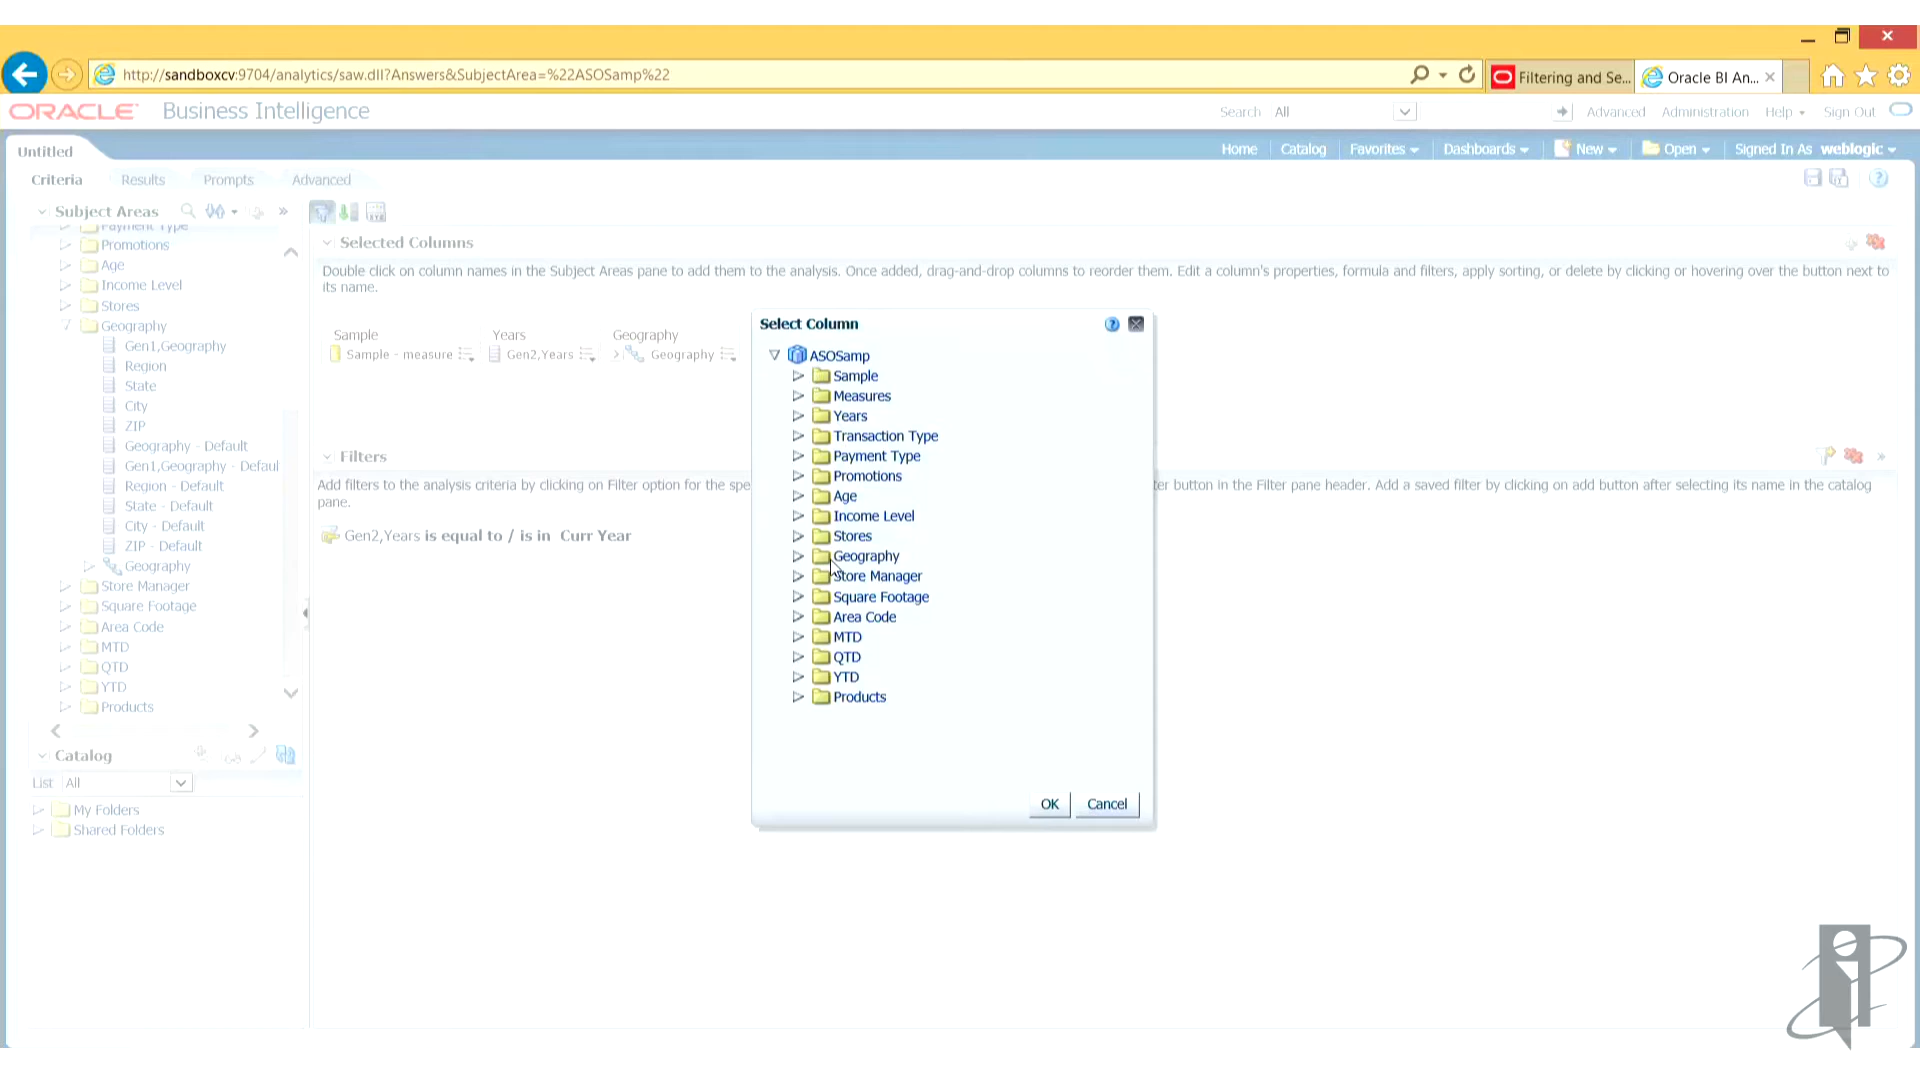 http://sandboxcv:9704/analytics/saw.dll?Answers&SubjectArea=%22ASOSamp%22
Filtering and Se...
Oracle BI An...
ORACLE Business Intelligence
Search All
Advanced Administration Help Sign Out
Untitled
Home Catalog Favorites Dashboards New Open Signed In As weblogic
Criteria Results Prompts Advanced
Subject Areas
Payment Type
Promotions
Age
Income Level
Stores
Geography
Gen1,Geography
Region
State
City
ZIP
Geography - Default
Gen1,Geography - Defaul
Region - Default
State - Default
City - Default
ZIP - Default
Geography
Store Manager
Square Footage
Area Code
MTD
QTD
YTD
Products
Catalog
List All
My Folders
Shared Folders
Selected Columns
Double click on column names in the Subject Areas pane to add them to the analysis. Once added, drag-and-drop columns to reorder them. Edit a column's properties, formula and filters, apply sorting, or delete by clicking or hovering over the button next to
its name.
Sample Years Geography
Sample - measure Gen2,Years Geography
Filters
Add filters to the analysis criteria by clicking on Filter option for the spe
ter button in the Filter pane header. Add a saved filter by clicking on add button after selecting its name in the catalog
pane.
Gen2,Years is equal to / is in Curr Year
Select Column
ASOSamp
Sample
Measures
Years
Transaction Type
Payment Type
Promotions
Age
Income Level
Stores
Geography
Store Manager
Square Footage
Area Code
MTD
QTD
YTD
Products
OK Cancel